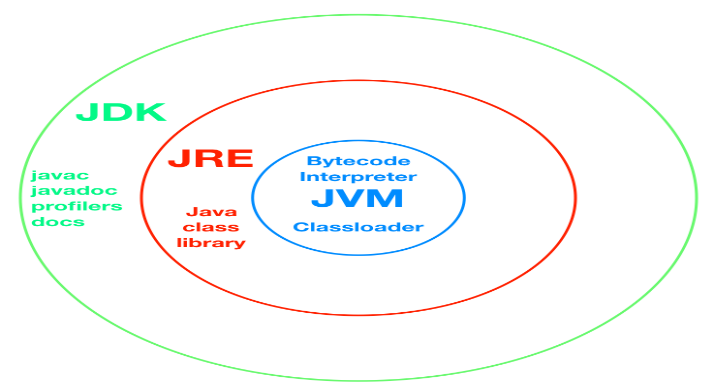 JDK
javac
javadoc
profilers
docs
JRE
Java
class
library
Bytecode
Interpreter
JVM
Classloader